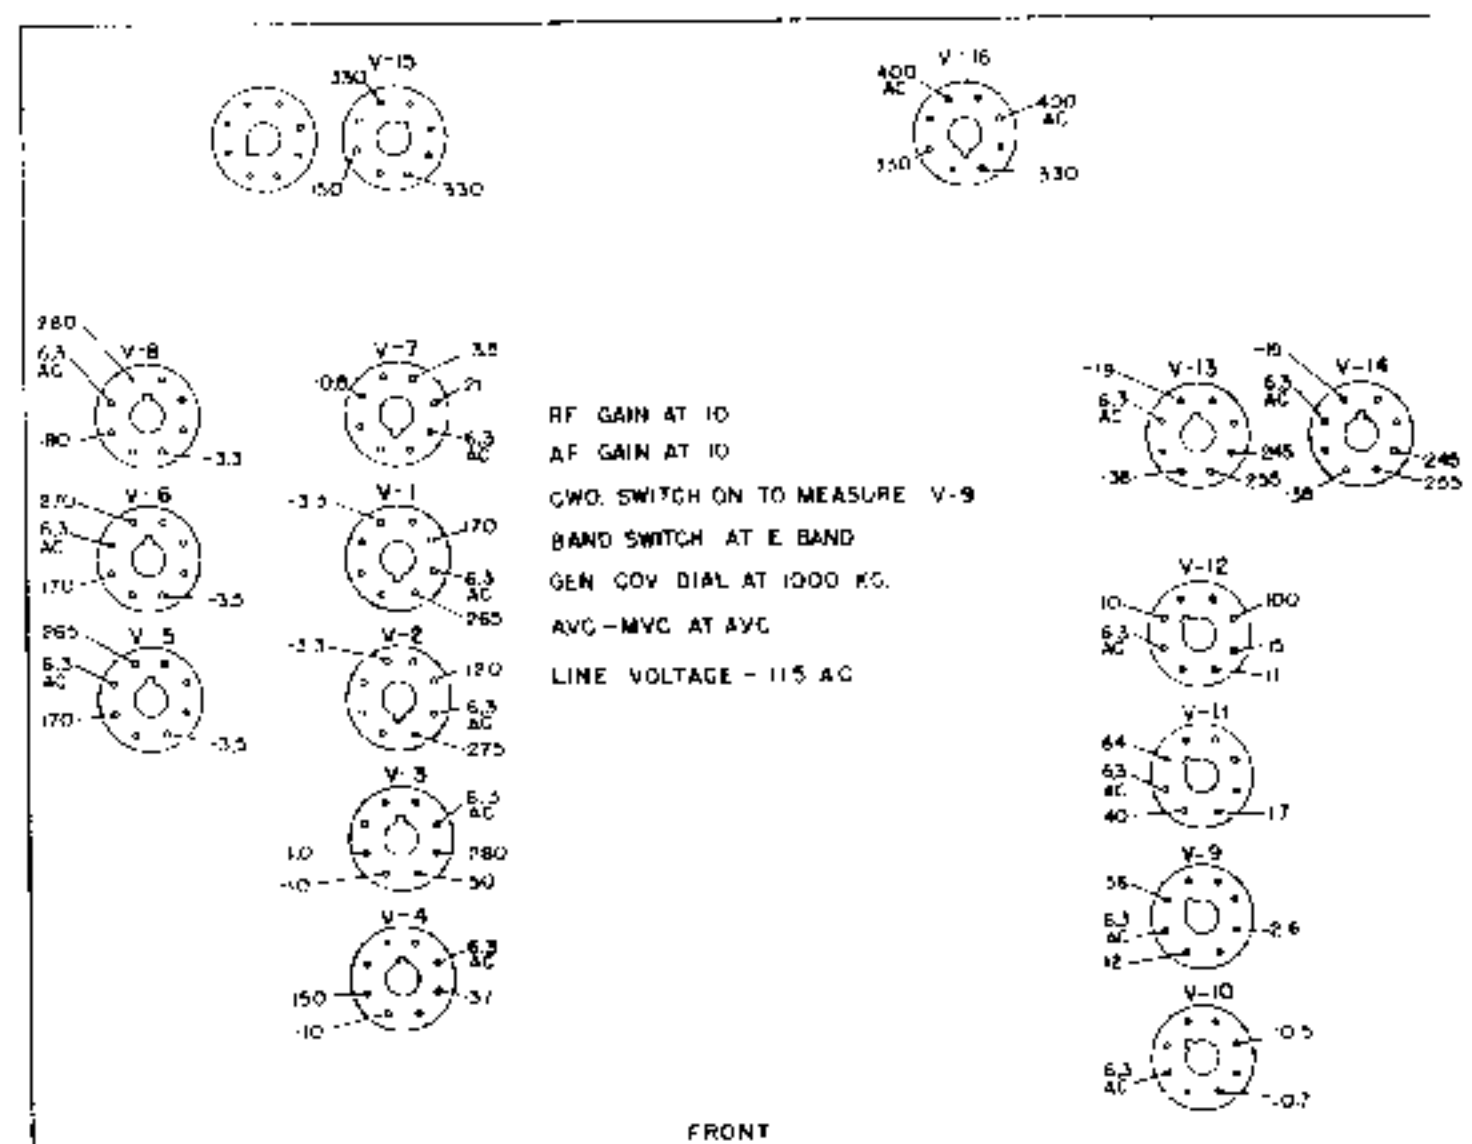 V-15
330
150
330
V-16
400
AC
400
AC
330
330
280
6.3
AC
V-8
-3.3
V-7
21
6.3
AC
RF GAIN AT 10
AF GAIN AT 10
CWO. SWITCH ON TO MEASURE V-9
BAND SWITCH AT E BAND
GEN COV DIAL AT 1000 KC.
AVC-MVC AT AVC
LINE VOLTAGE - 115 AC
-19
V-13
6.3
AC
245
-38
255
-19
V-14
6.3
AC
245
-38
255
270
V-6
6.3
AC
170
-3.5
-3.5
V-1
170
6.3
AC
265
265
V-5
6.3
AC
170
-3.5
-3.3
V-2
120
6.3
AC
275
V-3
6.3
AC
280
50
V-4
6.3
AC
150
37
-10
V-12
10
100
6.3
AC
15
11
V-11
64
6.3
AC
40
17
V-9
6.3
AC
12
V-10
6.3
AC
-0.5
-0.7
FRONT